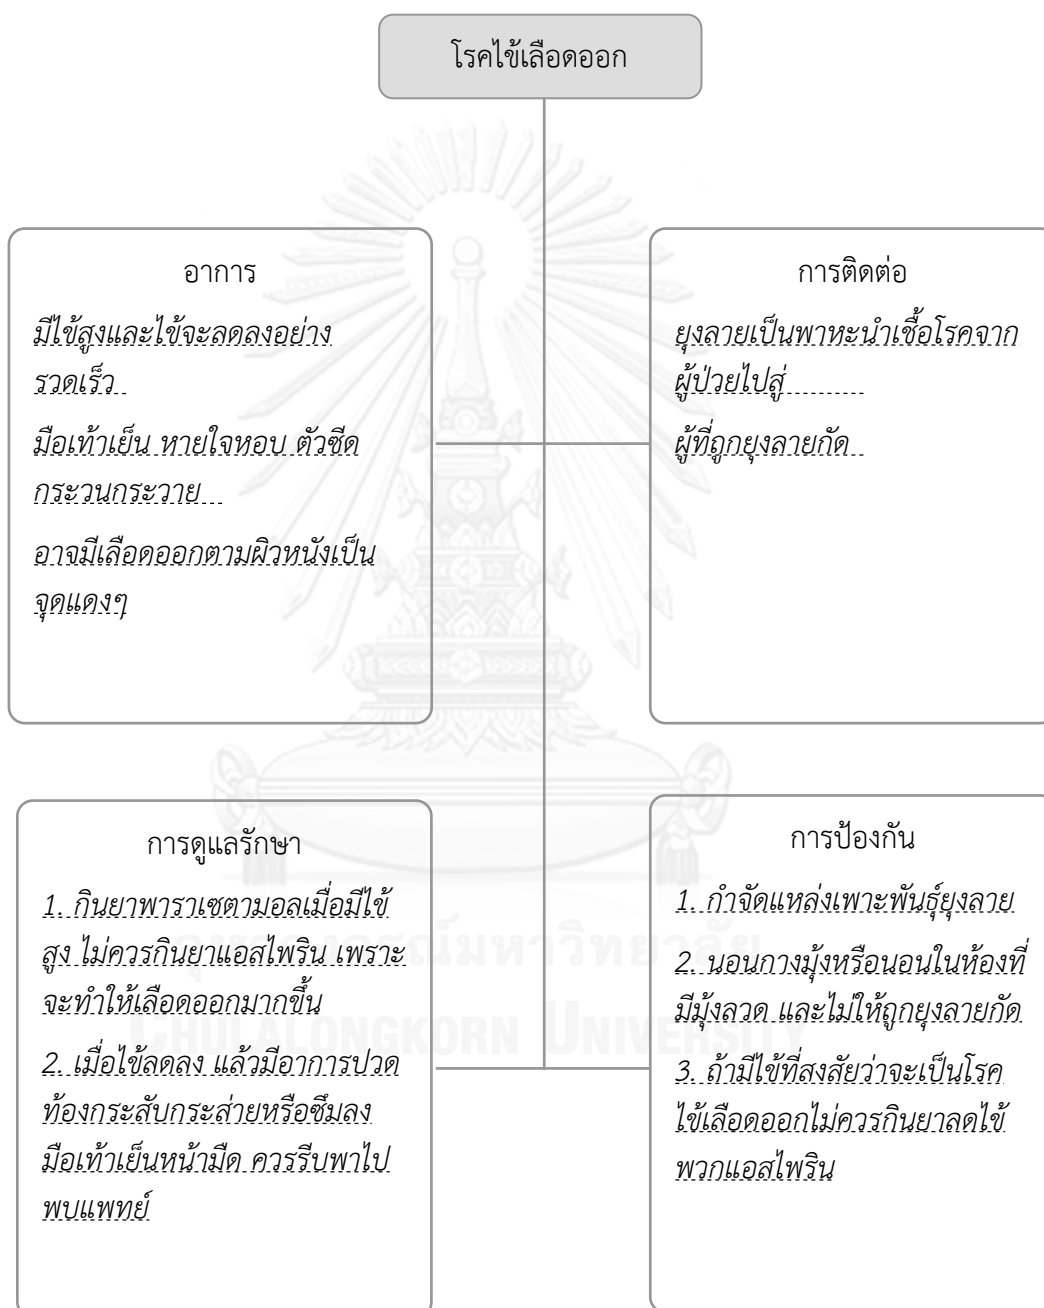 โรคไข้เลือดออก
อาการ
มีไข้สูงและไข้จะลดลงอย่าง
รวดเร็ว
มือเท้าเย็น หายใจหอบ ตัวซีด
กระวนกระวาย
อาจมีเลือดออกตามผิวหนังเป็น
จุดแดงๆ
การติดต่อ
ยุงลายเป็นพาหะนำเชื้อโรคจาก
ผู้ป่วยไปสู่
ผู้ที่ถูกยุงลายกัด
การดูแลรักษา
1. กินยาพาราเซตามอลเมื่อมีไข้
สูง ไม่ควรกินยาแอสไพริน เพราะ
จะทำให้เลือดออกมากขึ้น
2. เมื่อไข้ลดลง แล้วมีอาการปวด
ท้องกระสับกระส่ายหรือซึมลง
มือเท้าเย็นหน้ามืด ควรรีบพาไป
พบแพทย์
การป้องกัน
1. กำจัดแหล่งเพาะพันธุ์ยุงลาย
2. นอนกางมุ้งหรือนอนในห้องที่
มีมุ้งลวด และไม่ให้ถูกยุงลายกัด
3. ถ้ามีไข้ที่สงสัยว่าจะเป็นโรค
ไข้เลือดออกไม่ควรกินยาลดไข้
พวกแอสไพริน
จุฬาลงกรณ์มหาวิทยาลัย
CHULALONGKORN UNIVERSITY